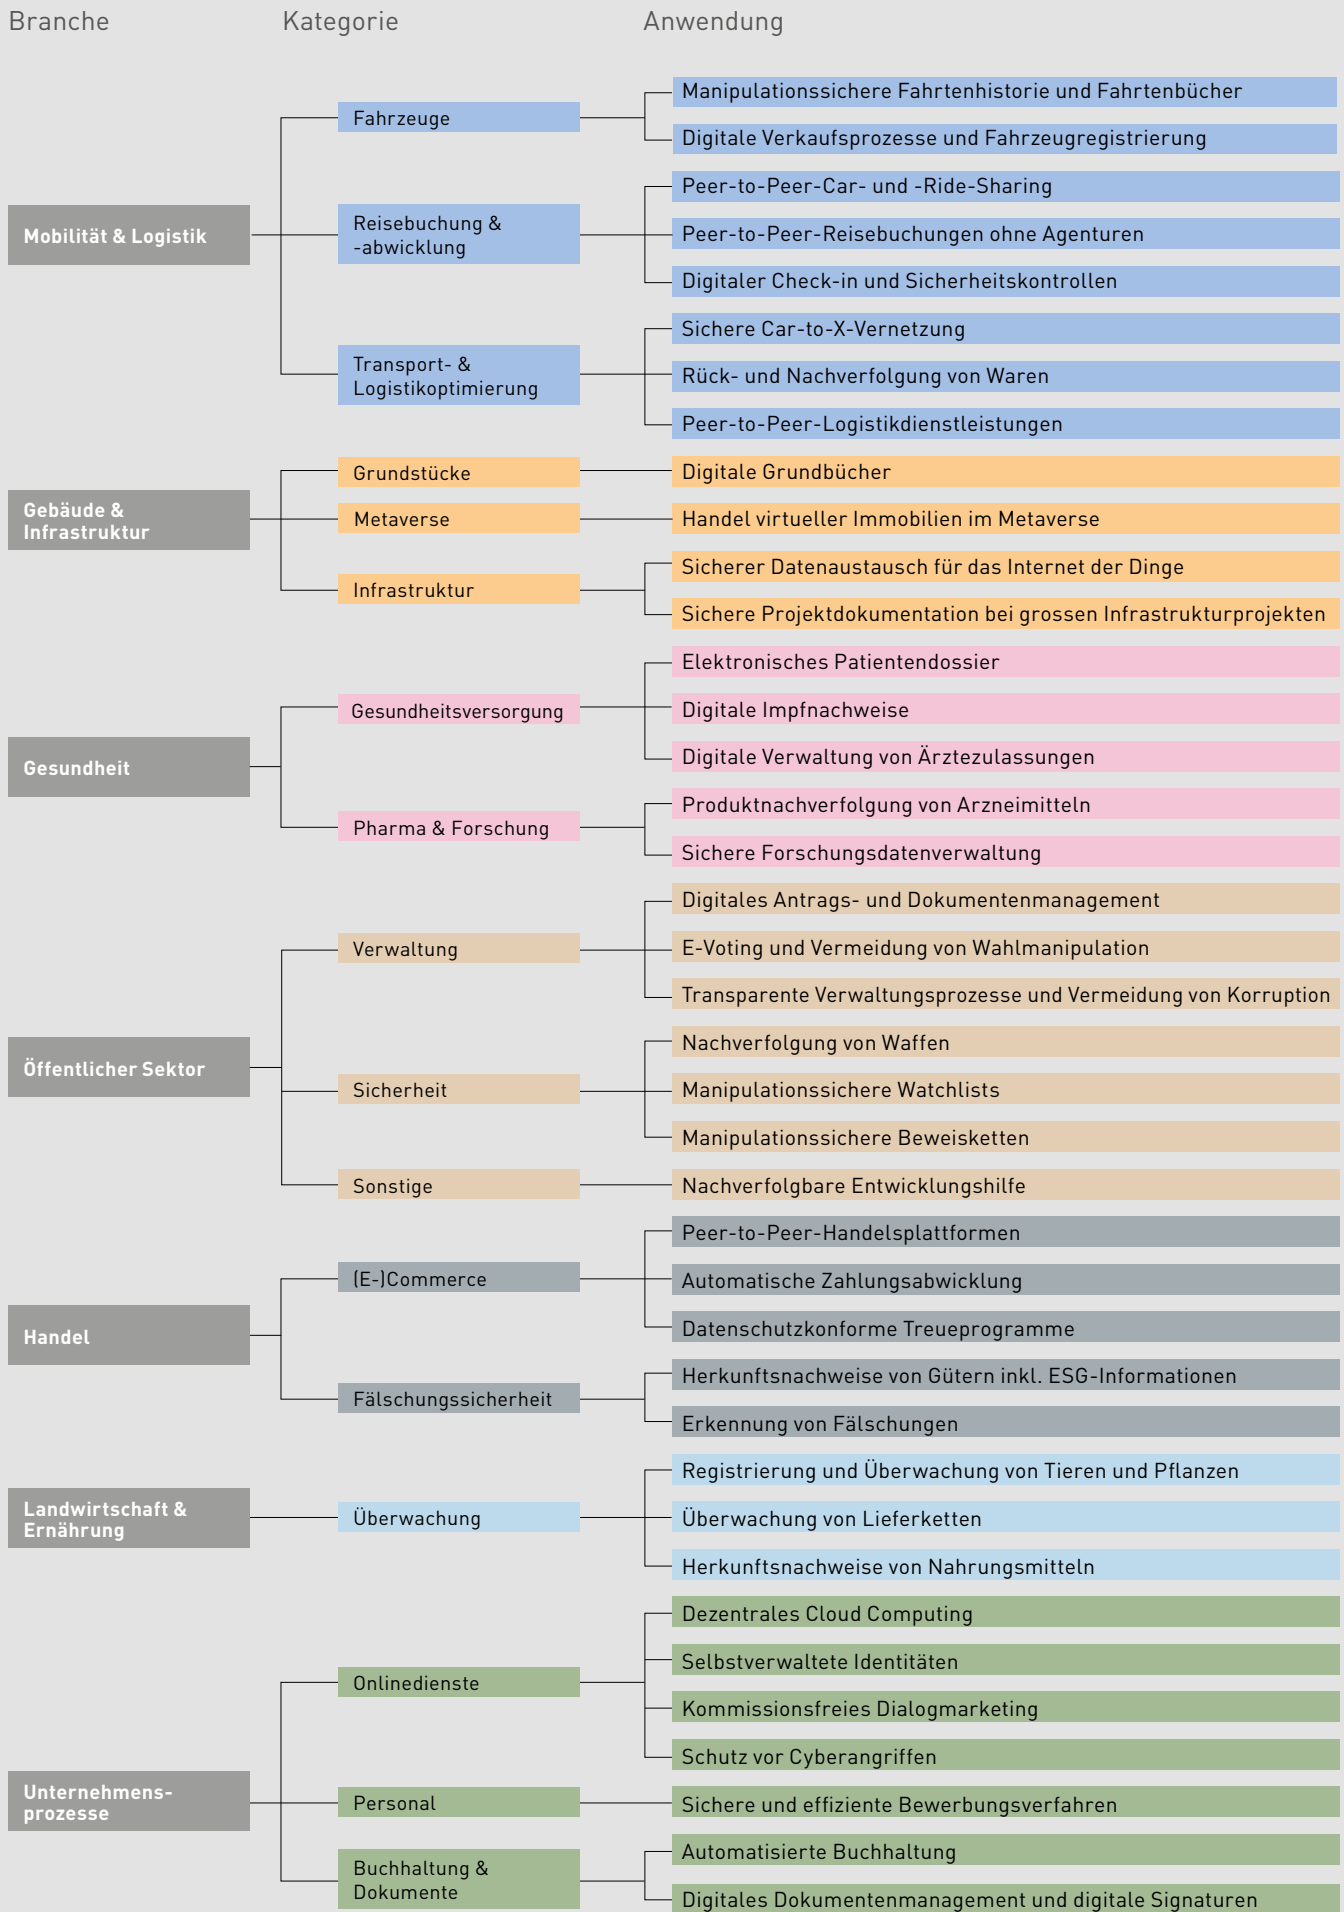 Branche Kategorie Anwendung
Manipulationssichere Fahrtenhistorie und Fahrtenbücher
Fahrzeuge
Digitale Verkaufsprozesse und Fahrzeugregistrierung
Peer-to-Peer-Car- und -Ride-Sharing
Mobilität & Logistik
Reisebuchung &
-abwicklung
Peer-to-Peer-Reisebuchungen ohne Agenturen
Digitaler Check-in und Sicherheitskontrollen
Sichere Car-to-X-Vernetzung
Transport- &
Logistikoptimierung
Rück- und Nachverfolgung von Waren
Peer-to-Peer-Logistikdienstleistungen
Grundstücke
Digitale Grundbücher
Gebäude &
Infrastruktur
Metaverse
Handel virtueller Immobilien im Metaverse
Sicherer Datenaustausch für das Internet der Dinge
Infrastruktur
Sichere Projektdokumentation bei grossen Infrastrukturprojekten
Elektronisches Patientendossier
Gesundheitsversorgung
Digitale Impfnachweise
Digitale Verwaltung von Ärztezulassungen
Gesundheit
Produktnachverfolgung von Arzneimitteln
Pharma & Forschung
Sichere Forschungsdatenverwaltung
Digitales Antrags- und Dokumentenmanagement
Verwaltung
E-Voting und Vermeidung von Wahlmanipulation
Transparente Verwaltungsprozesse und Vermeidung von Korruption
Öffentlicher Sektor
Nachverfolgung von Waffen
Sicherheit
Manipulationssichere Watchlists
Manipulationssichere Beweisketten
Sonstige
Nachverfolgbare Entwicklungshilfe
Peer-to-Peer-Handelsplattformen
(E-)Commerce
Automatische Zahlungsabwicklung
Datenschutzkonforme Treueprogramme
Handel
Herkunftsnachweise von Gütern inkl. ESG-Informationen
Fälschungssicherheit
Erkennung von Fälschungen
Registrierung und Überwachung von Tieren und Pflanzen
Landwirtschaft &
Ernährung
Überwachung
Überwachung von Lieferketten
Herkunftsnachweise von Nahrungsmitteln
Dezentrales Cloud Computing
Selbstverwaltete Identitäten
Onlinedienste
Kommissionsfreies Dialogmarketing
Schutz vor Cyberangriffen
Unternehmens-
prozesse
Personal
Sichere und effiziente Bewerbungsverfahren
Automatisierte Buchhaltung
Buchhaltung &
Dokumente
Digitales Dokumentenmanagement und digitale Signaturen